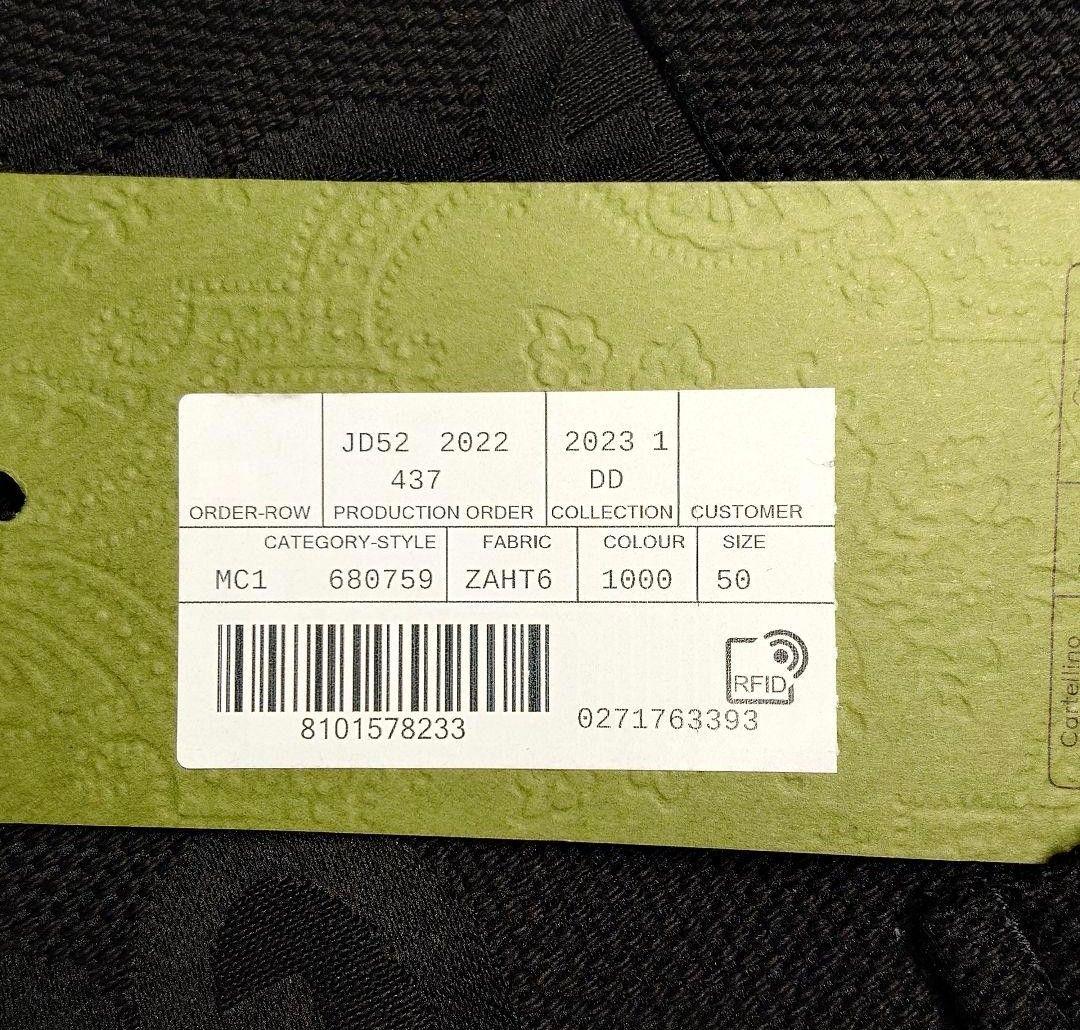 JD52 2022 2023 1
437 DD
ORDER-ROW PRODUCTION ORDER COLLECTION CUSTOMER
CATEGORY-STYLE FABRIC COLOUR SIZE
MC1 680759 ZAHT6 1000 50
RFID
8101578233 0271763393
Cartellino